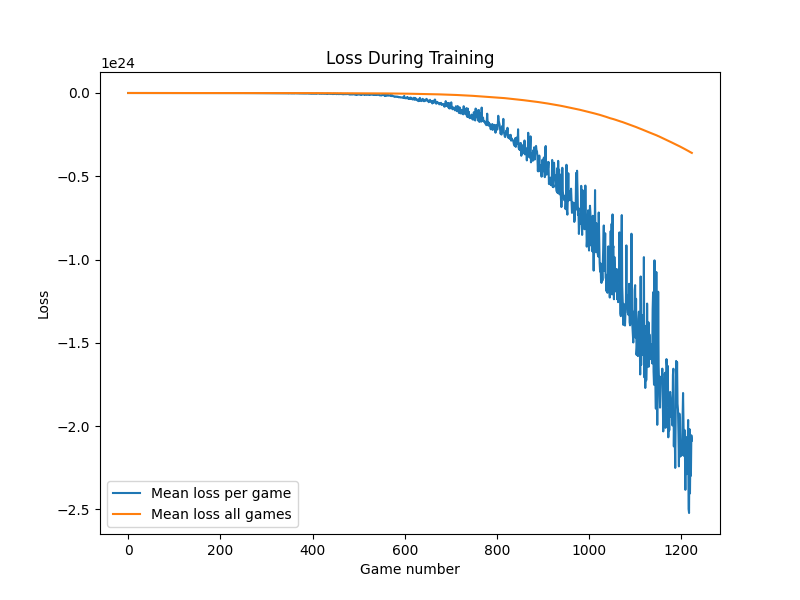 Loss During Training
1e24
0.0
−0.5
−1.0
−1.5
−2.0
−2.5
Loss
Mean loss per game
Mean loss all games
0 200 400 600 800 1000 1200
Game number